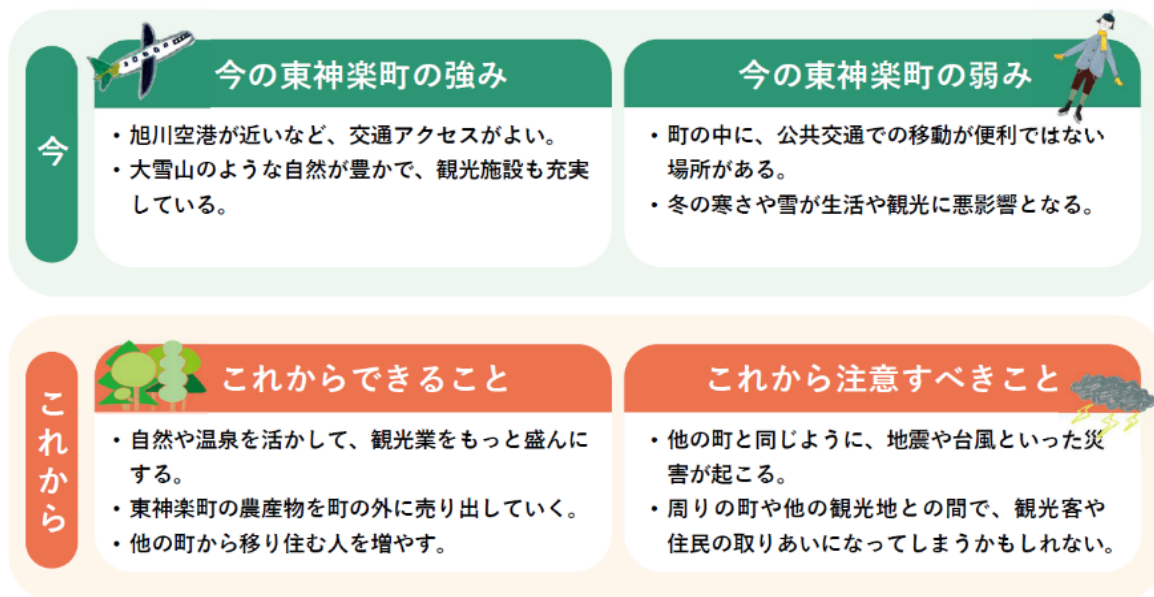 今
今の東神楽町の強み
・旭川空港が近いなど、交通アクセスがよい。
・大雪山のような自然が豊かで、観光施設も充実
している。
今の東神楽町の弱み
・町の中に、公共交通での移動が便利ではない
場所がある。
・冬の寒さや雪が生活や観光に悪影響となる。
これから
これからできること
・自然や温泉を活かして、観光業をもっと盛んに
する。
・東神楽町の農産物を町の外に売り出していく。
・他の町から移り住む人を増やす。
これから注意すべきこと
・他の町と同じように、地震や台風といった災
害が起こる。
・周りの町や他の観光地との間で、観光客や
住民の取りあいになってしまうかもしれない。